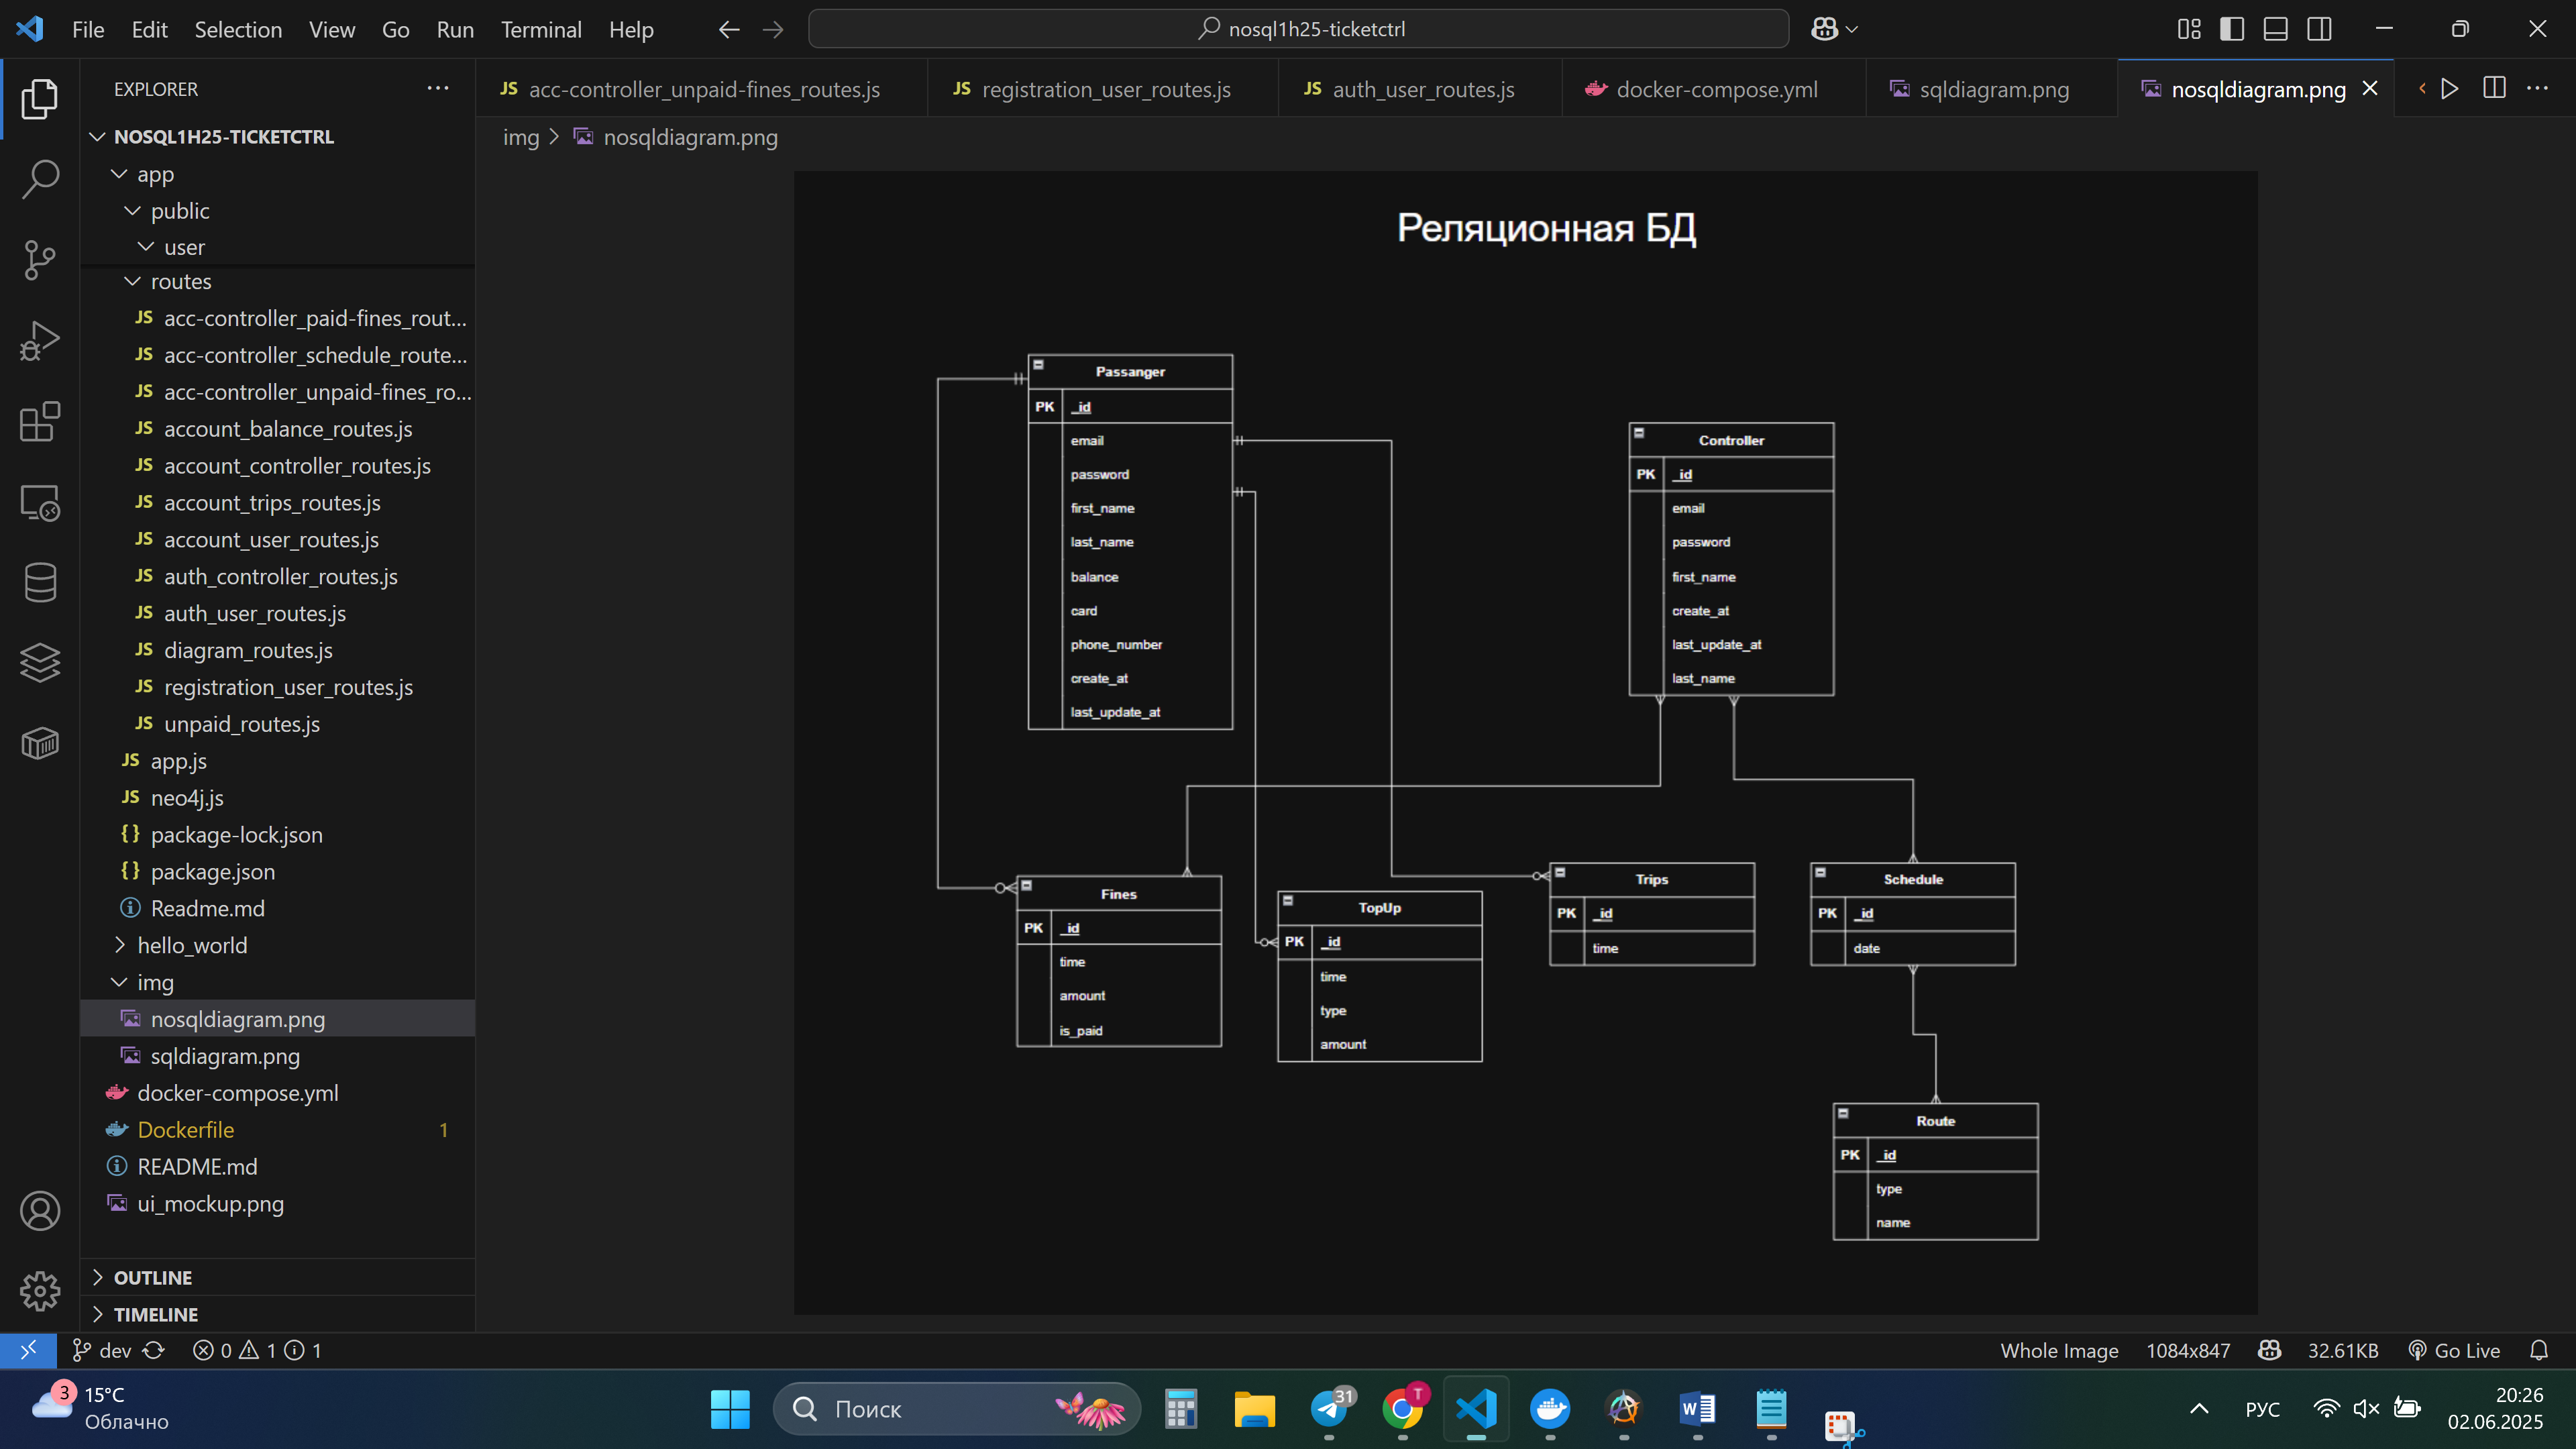 File Edit Selection View Go Run Terminal Help
nosql1h25-ticketctrl
EXPLORER
NOSQL1H25-TICKETCTRL
app
public
user
routes
acc-controller_paid-fines_rout...
acc-controller_schedule_route...
acc-controller_unpaid-fines_ro...
account_balance_routes.js
account_controller_routes.js
account_trips_routes.js
account_user_routes.js
auth_controller_routes.js
auth_user_routes.js
diagram_routes.js
registration_user_routes.js
unpaid_routes.js
app.js
neo4j.js
package-lock.json
package.json
Readme.md
hello_world
img
nosqldiagram.png
sqldiagram.png
docker-compose.yml
Dockerfile 1
README.md
ui_mockup.png
OUTLINE
TIMELINE
JS acc-controller_unpaid-fines_routes.js JS registration_user_routes.js JS auth_user_routes.js docker-compose.yml sqldiagram.png nosqldiagram.png
img > nosqldiagram.png
Реляционная БД
Passanger
PK _id
email
password
first_name
last_name
balance
card
phone_number
create_at
last_update_at
Controller
PK _id
email
password
first_name
create_at
last_update_at
last_name
Fines
PK _id
time
amount
is_paid
TopUp
PK _id
time
type
amount
Trips
PK _id
time
Schedule
PK _id
date
Route
PK _id
type
name
dev 0 1 1
Whole Image 1084x847 32.61KB Go Live
3 15°C
Облачно
Поиск
31
T
РУС
20:26
02.06.2025